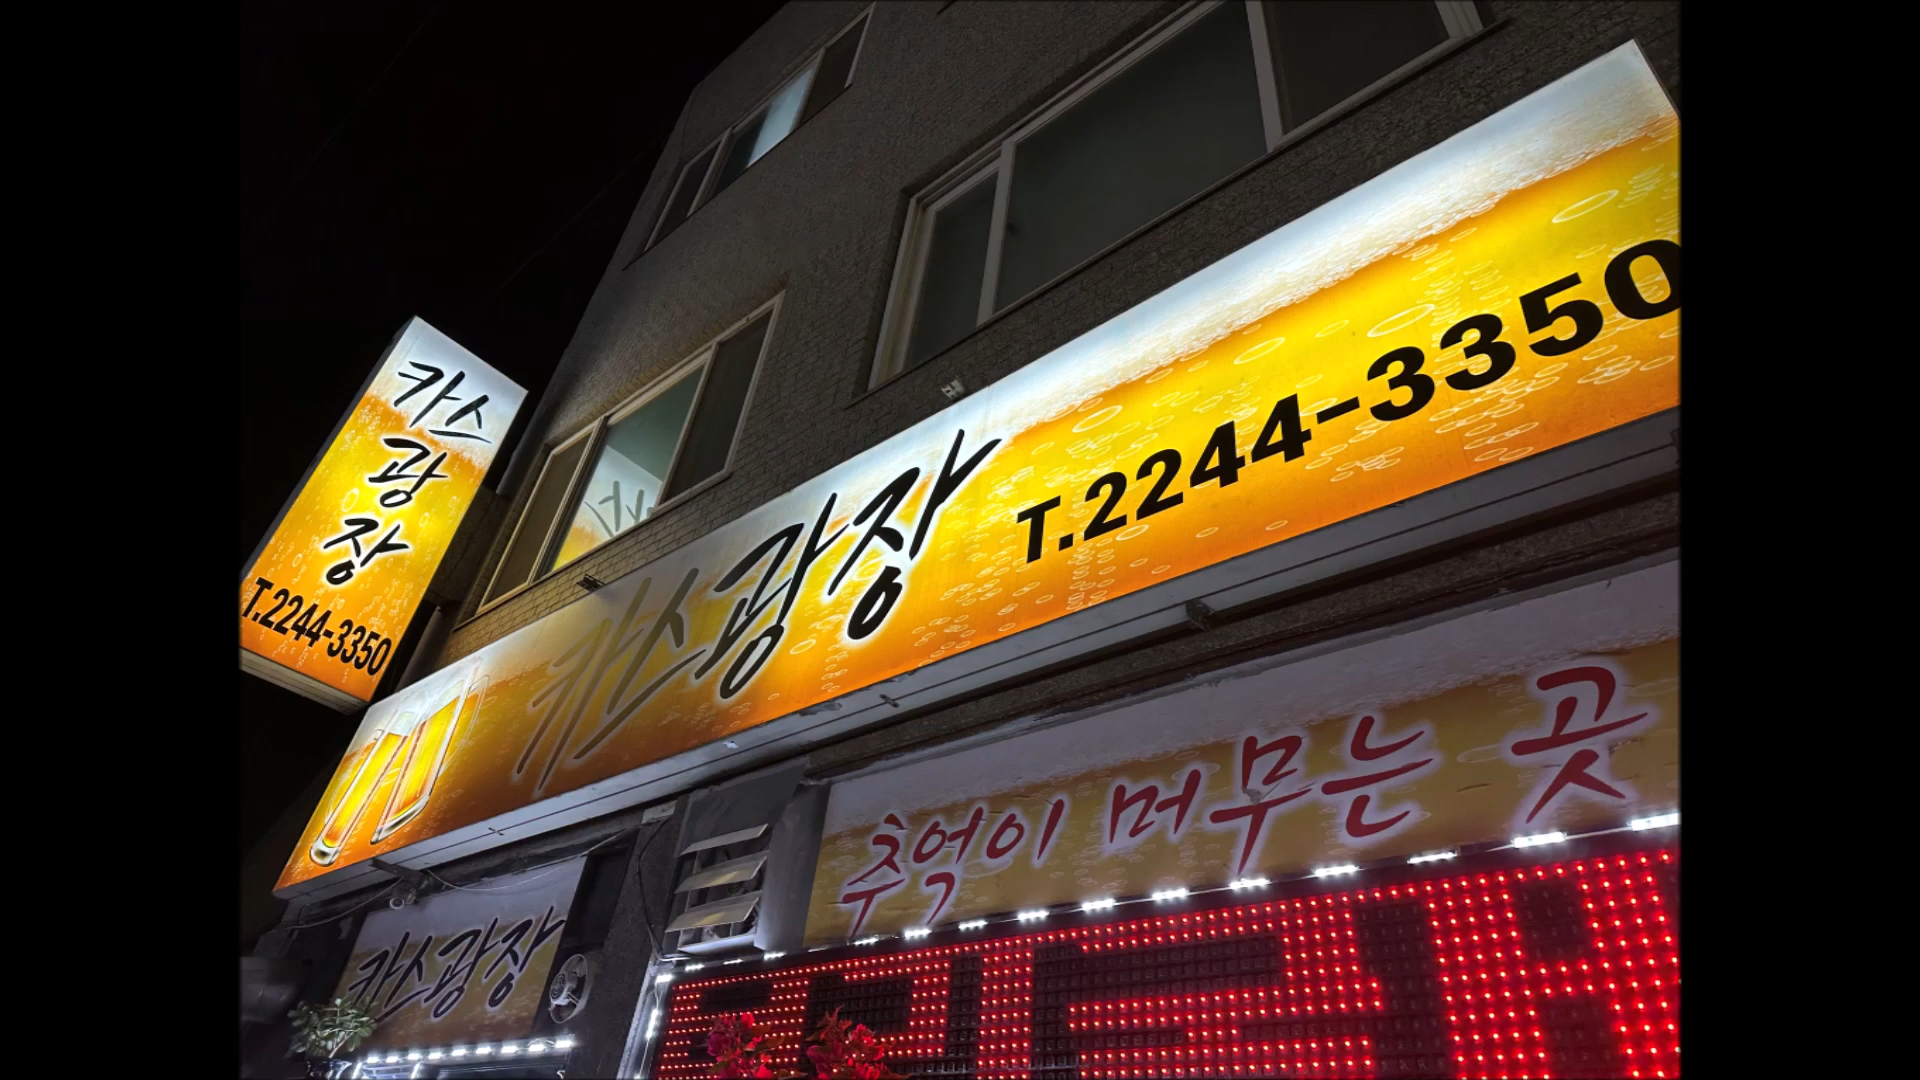 카스
광
장
T.2244-3350
카스광장 T.2244-3350
추억이 머무는 곳
카스광장